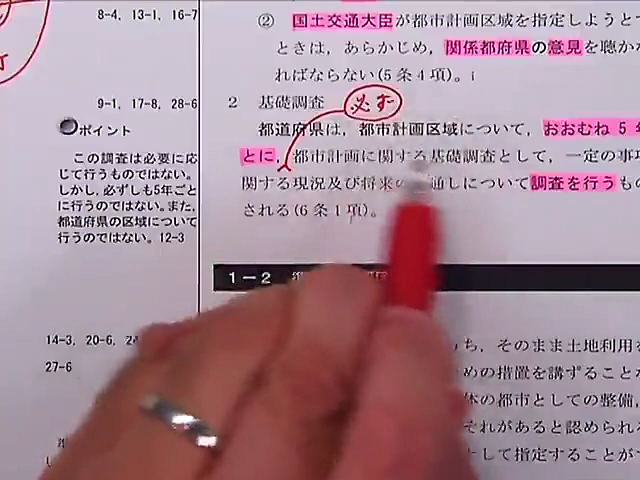 8-4, 13-1, 16-7
② 国土交通大臣が都市計画区域を指定しようと
ときは，あらかじめ，関係都府県の意見を聴か
ればならない(5条4項)。
9-1, 17-8, 28-6
2 基礎調査 必ず
ポイント
この調査は必要に応
じて行うものではない。
しかし，必ずしも5年ごと
に行うものではない。また，
都道府県の区域について
行うのではない。12-3
都道府県は，都市計画区域について，おおむね5年
とに，都市計画に関する基礎調査として，一定の事
関する現況及び将来の 通しについて調査を行うも
される(6条1項)。
1-2
14-3, 20-6,
27-6
ち，そのまま土地利用を
めの措置を講ずること
体の都市としての整備，
それがあると認められ
して指定することが